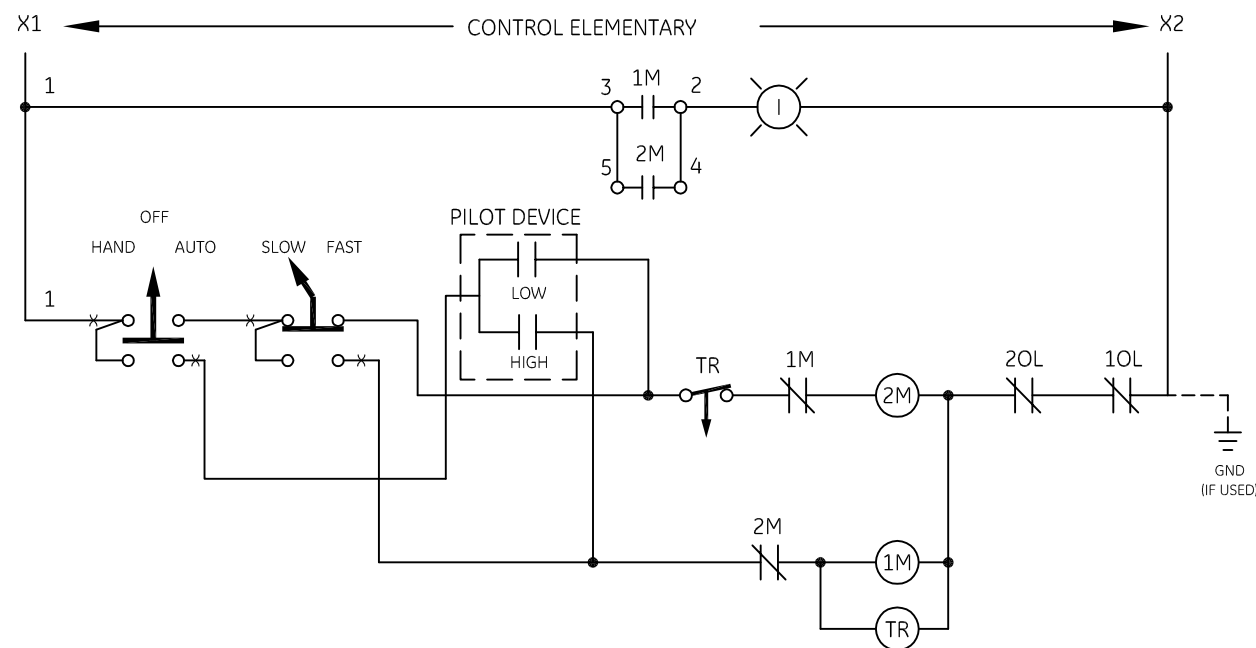 X1
CONTROL ELEMENTARY
X2
1
3
1M
2
I
5
2M
4
OFF
HAND
AUTO
SLOW
FAST
PILOT DEVICE
LOW
HIGH
1
TR
1M
2M
2OL
1OL
GND
(IF USED)
2M
1M
TR